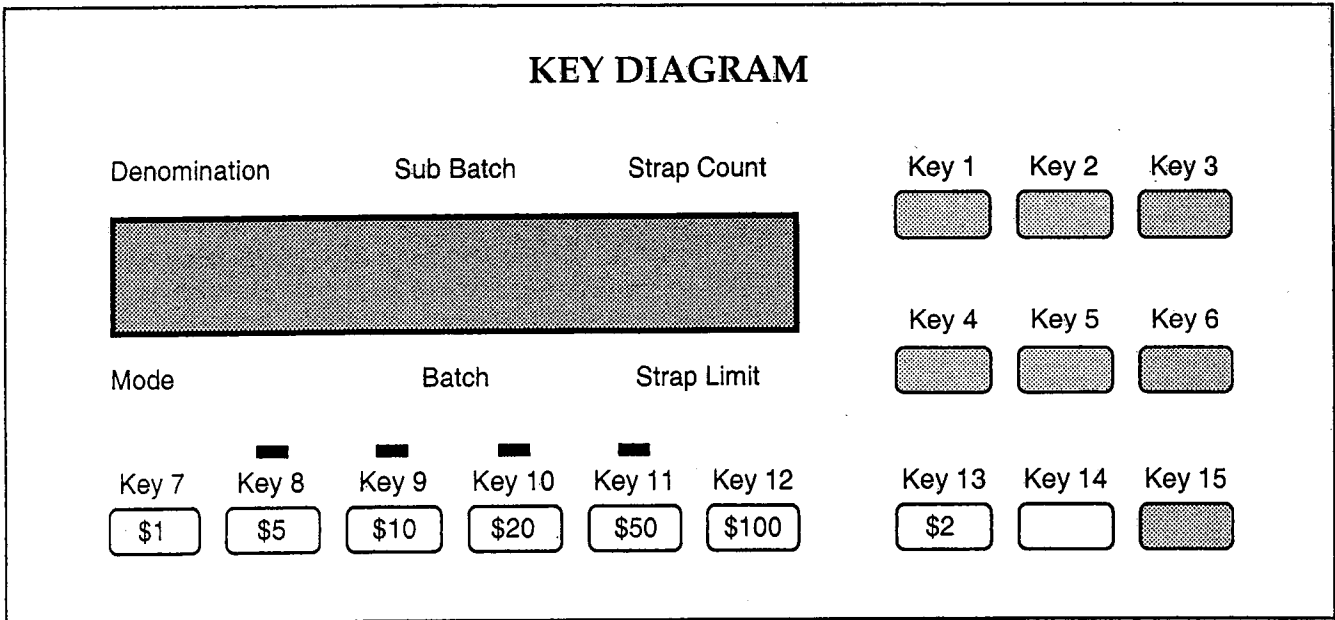 KEY DIAGRAM
Denomination Sub Batch Strap Count
Key 1 Key 2 Key 3
Key 4 Key 5 Key 6
Mode Batch Strap Limit
Key 7 Key 8 Key 9 Key 10 Key 11 Key 12 Key 13 Key 14 Key 15
$1 $5 $10 $20 $50 $100 $2